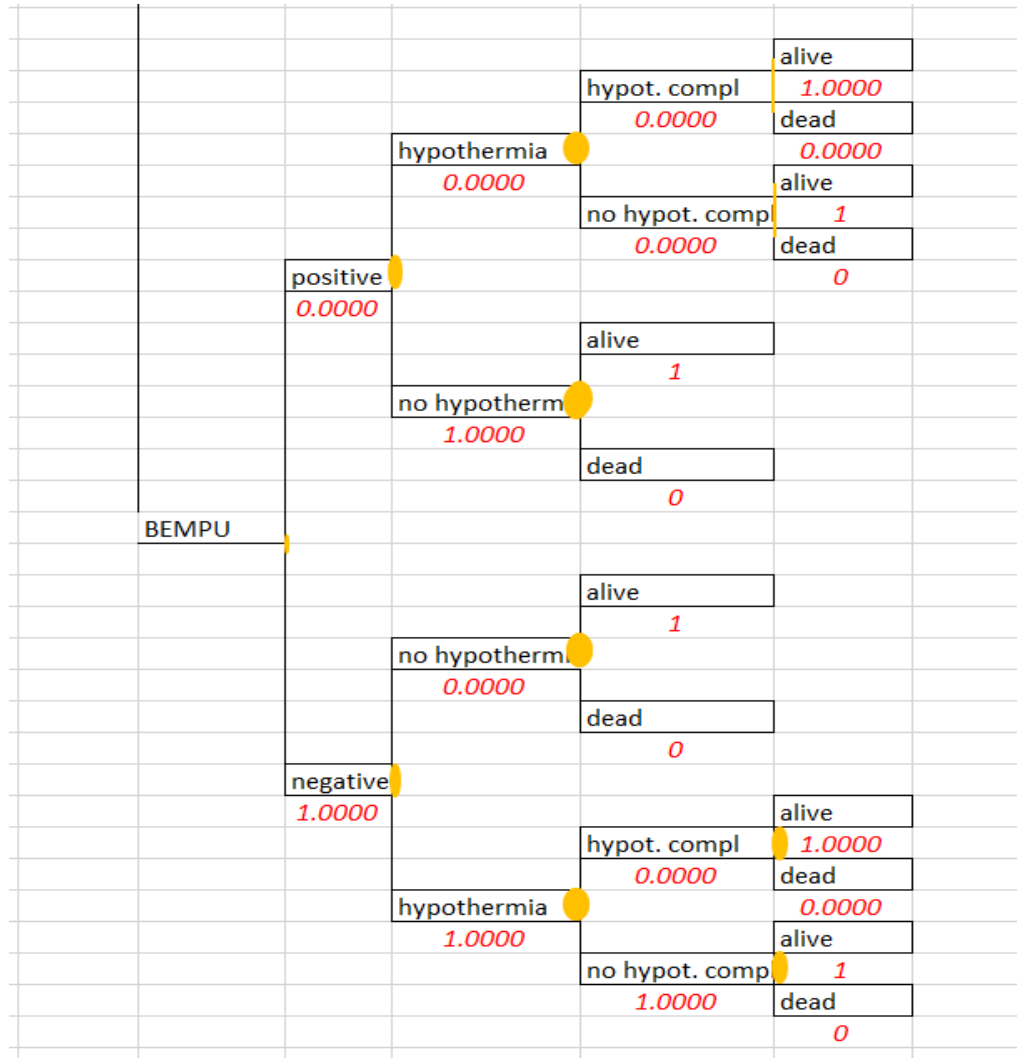 alive
hypot. compl 1.0000
0.0000 dead
hypothermia 0.0000
0.0000 alive
no hypot. compl 1
0.0000 dead
positive 0
0.0000
alive
1
no hypotherm
1.0000
dead
0
BEMPU
alive
1
no hypothermi
0.0000
dead
0
negative
1.0000 alive
hypot. compl 1.0000
0.0000 dead
hypothermia 0.0000
1.0000 alive
no hypot. comp 1
1.0000 dead
0